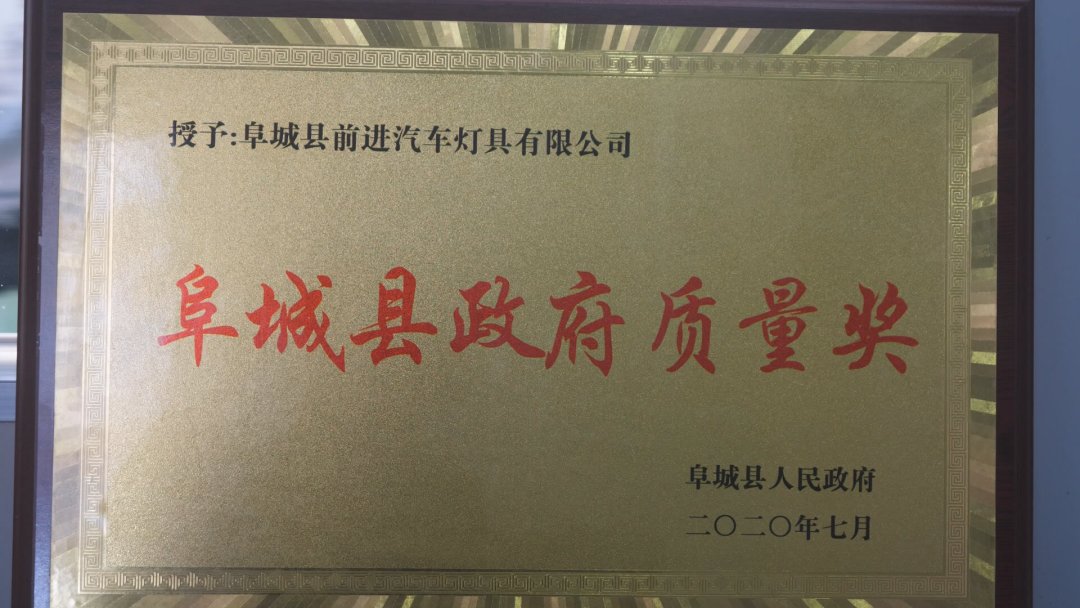 授予:阜城县前进汽车灯具有限公司
阜城县政府质量奖
阜城县人民政府
二〇二〇年七月